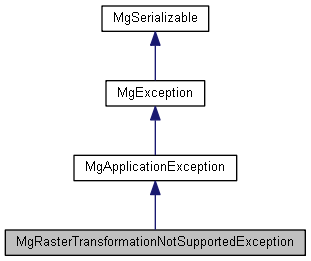 MgSerializable
MgException
MgApplicationException
MgRasterTransformationNotSupportedException